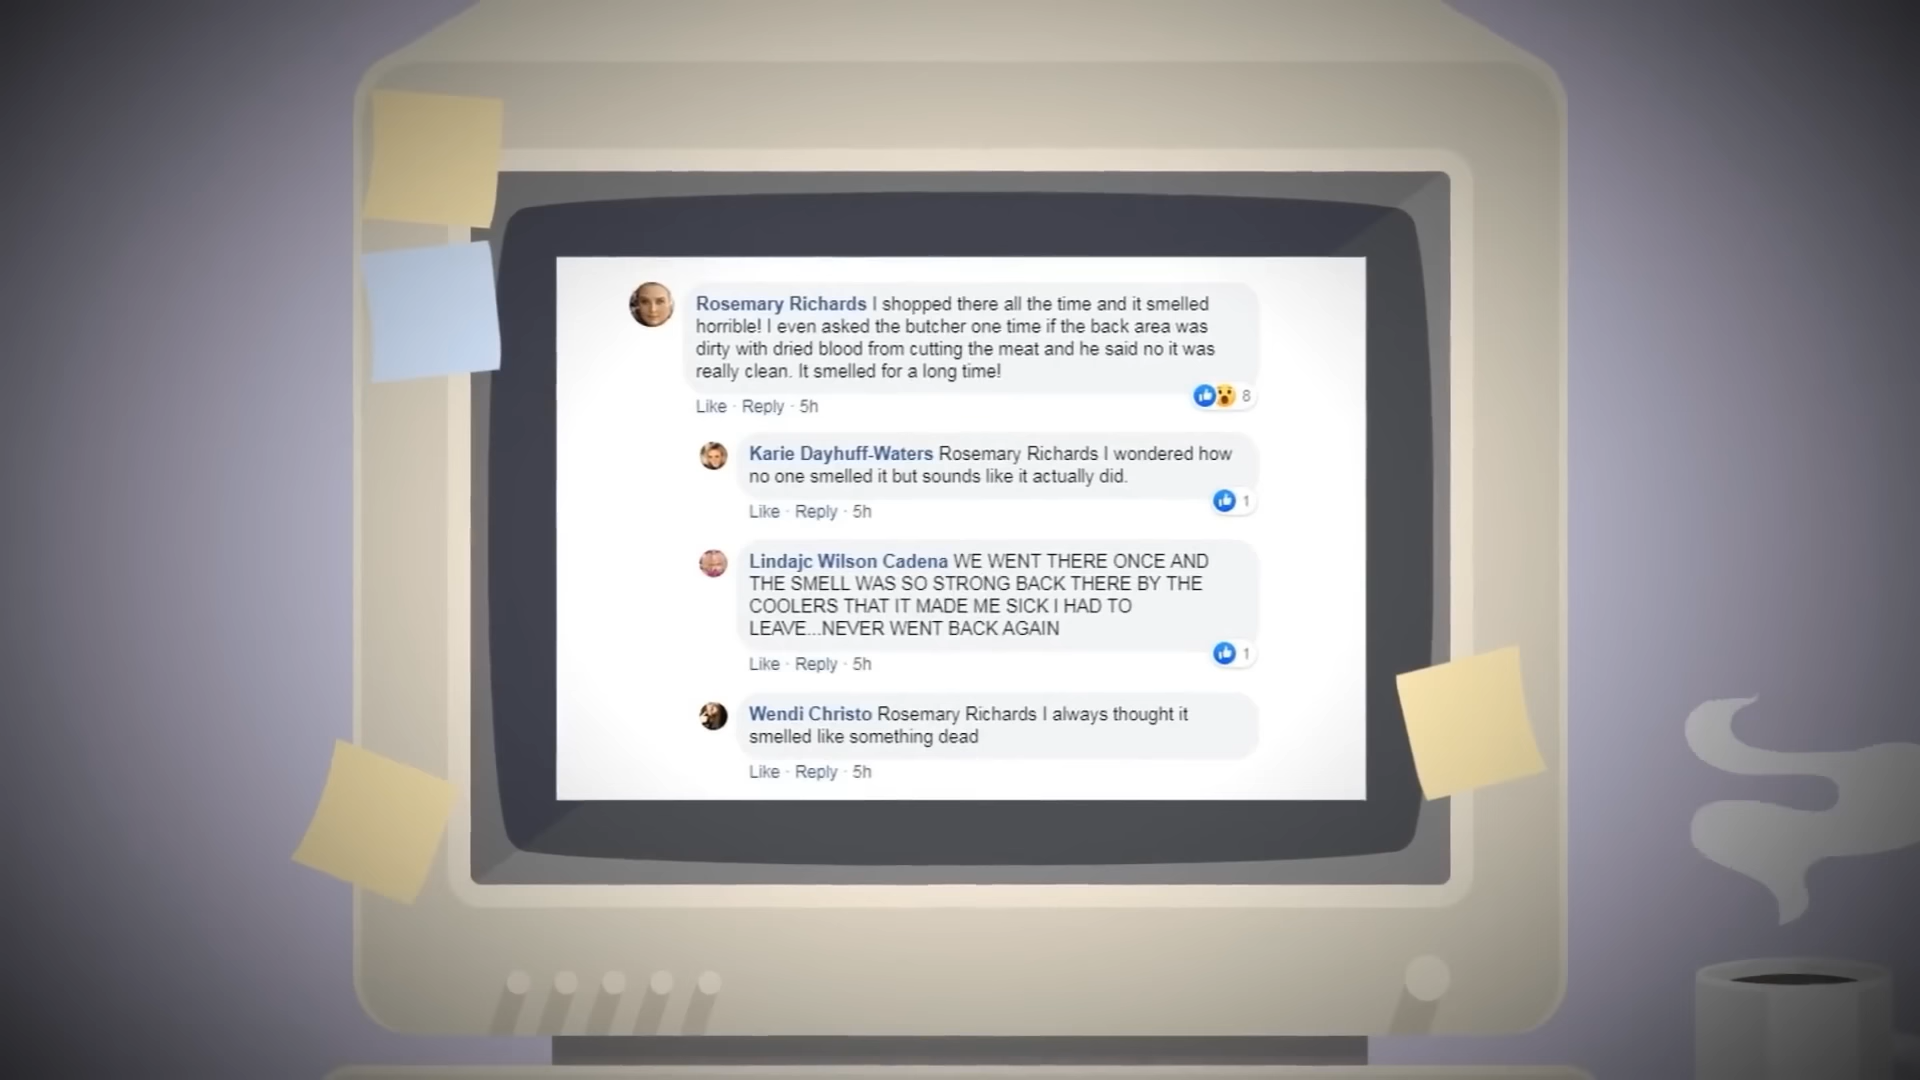 Rosemary Richards I shopped there all the time and it smelled
horrible! I even asked the butcher one time if the back area was
dirty with dried blood from cutting the meat and he said no it was
really clean. It smelled for a long time!
8
Like · Reply · 5h
Karie Dayhuff-Waters Rosemary Richards I wondered how
no one smelled it but sounds like it actually did.
1
Like · Reply · 5h
Lindajc Wilson Cadena WE WENT THERE ONCE AND
THE SMELL WAS SO STRONG BACK THERE BY THE
COOLERS THAT IT MADE ME SICK I HAD TO
LEAVE...NEVER WENT BACK AGAIN
1
Like · Reply · 5h
Wendi Christo Rosemary Richards I always thought it
smelled like something dead
Like · Reply · 5h